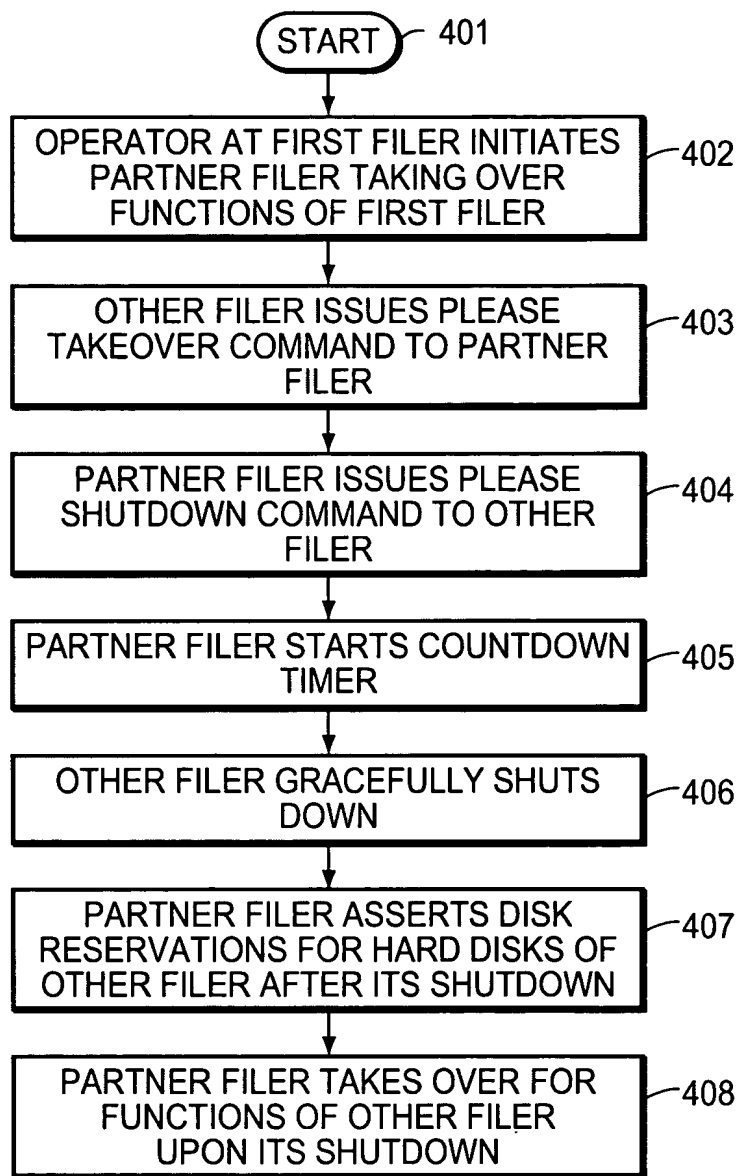 START
401
OPERATOR AT FIRST FILER INITIATES
PARTNER FILER TAKING OVER
FUNCTIONS OF FIRST FILER
402
OTHER FILER ISSUES PLEASE
TAKEOVER COMMAND TO PARTNER
FILER
403
PARTNER FILER ISSUES PLEASE
SHUTDOWN COMMAND TO OTHER
FILER
404
PARTNER FILER STARTS COUNTDOWN
TIMER
405
OTHER FILER GRACEFULLY SHUTS
DOWN
406
PARTNER FILER ASSERTS DISK
RESERVATIONS FOR HARD DISKS OF
OTHER FILER AFTER ITS SHUTDOWN
407
PARTNER FILER TAKES OVER FOR
FUNCTIONS OF OTHER FILER
UPON ITS SHUTDOWN
408